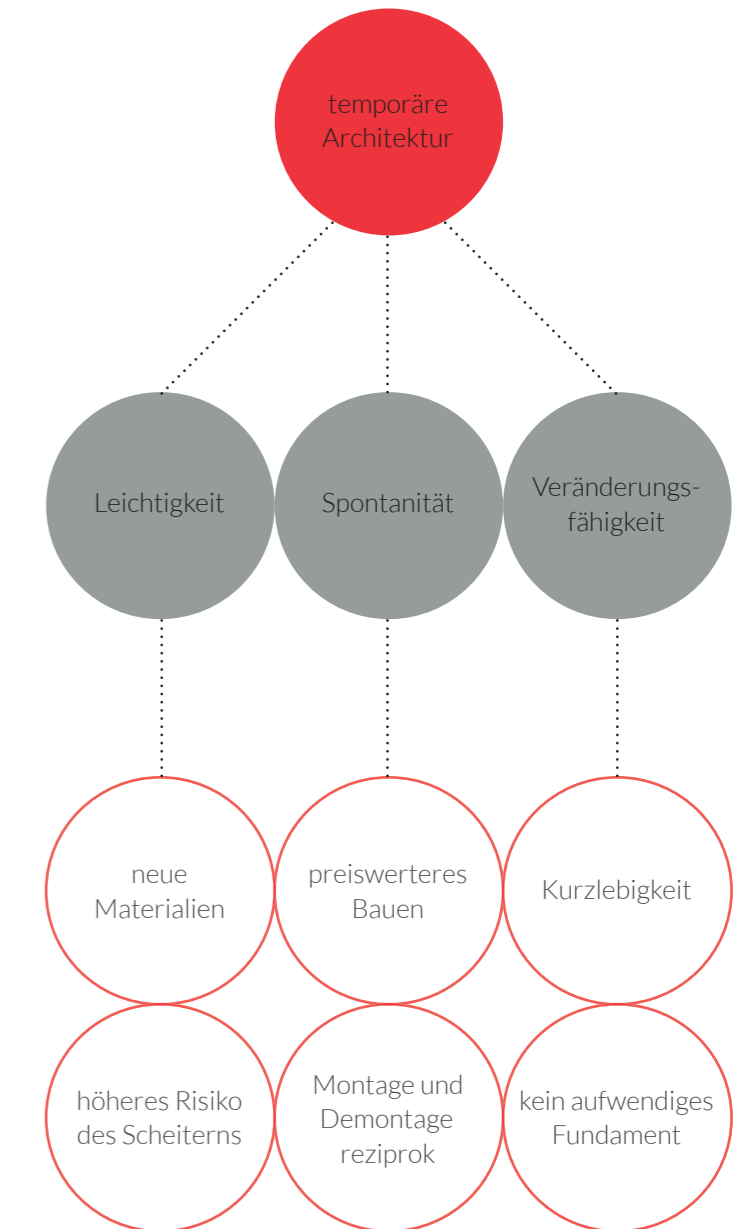 temporäre
Architektur
Leichtigkeit
Spontanität
Veränderungs-
fähigkeit
neue
Materialien
preiswerteres
Bauen
Kurzlebigkeit
höheres Risiko
des Scheiterns
Montage und
Demontage
reziprok
kein aufwendiges
Fundament